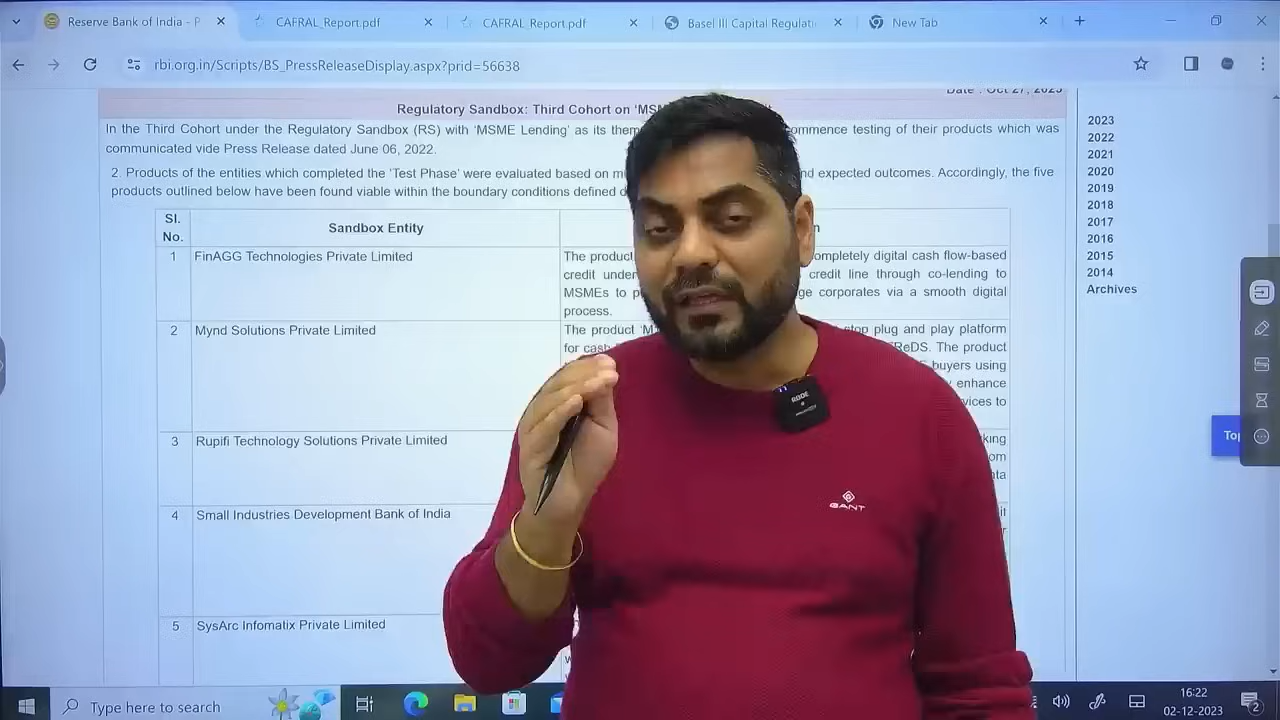 Reserve Bank of India - P
CAFRAL_Report.pdf
CAFRAL_Report.pdf
Basel III Capital Regulati
New Tab
rbi.org.in/Scripts/BS_PressReleaseDisplay.aspx?prid=56638
Date : Oct 27, 2023
Regulatory Sandbox: Third Cohort on
In the Third Cohort under the Regulatory Sandbox (RS) with 'MSME Lending' as its commence testing of their products which was
communicated vide Press Release dated June 06, 2022.
2. Products of the entities which completed the 'Test Phase' were evaluated based on expected outcomes. Accordingly, the five
products outlined below have been found viable within the boundary conditions defined
Sl.
No.
Sandbox Entity
1 FinAGG Technologies Private Limited
The product completely digital cash flow-based
credit credit line through co-lending to
MSMEs to corporates via a smooth digital
process.
2 Mynd Solutions Private Limited
The product stop plug and play platform
for cash The product
buyers using
enhance
to
3 Rupifi Technology Solutions Private Limited
4 Small Industries Development Bank of India
5 SysArc Infomatix Private Limited
2023
2022
2021
2020
2019
2018
2017
2016
2015
2014
Archives
Top
RODE
GANT
Type here to search
16:22
02-12-2023
2